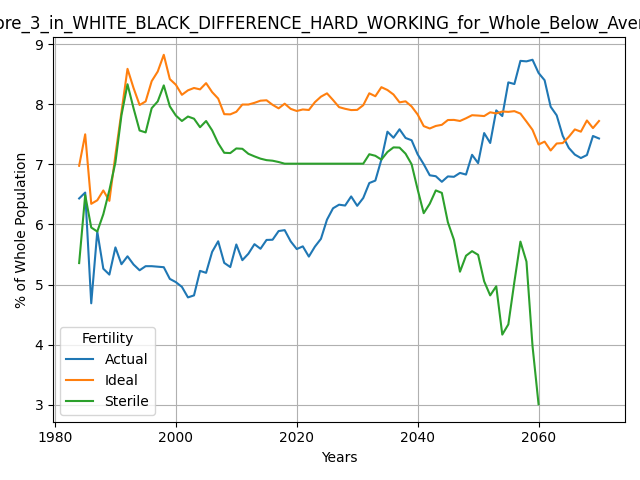 ore_3_in_WHITE_BLACK_DIFFERENCE_HARD_WORKING_for_Whole_Below_Aver
9
8
7
6
5
4
3
% of Whole Population
Fertility
Actual
Ideal
Sterile
1980 2000 2020 2040 2060
Years